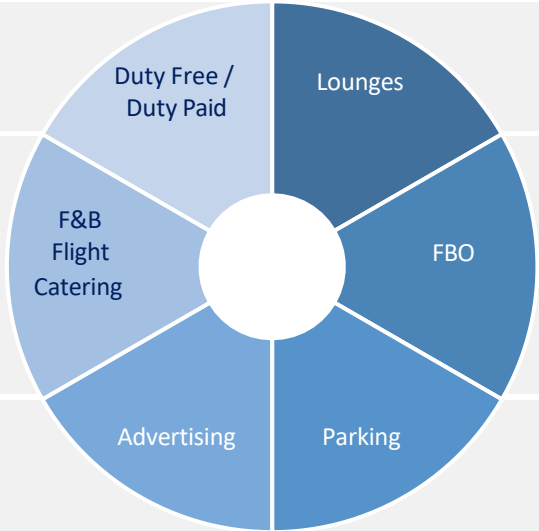 Duty Free /
Duty Paid
Lounges
F&B
Flight
Catering
FBO
Advertising
Parking